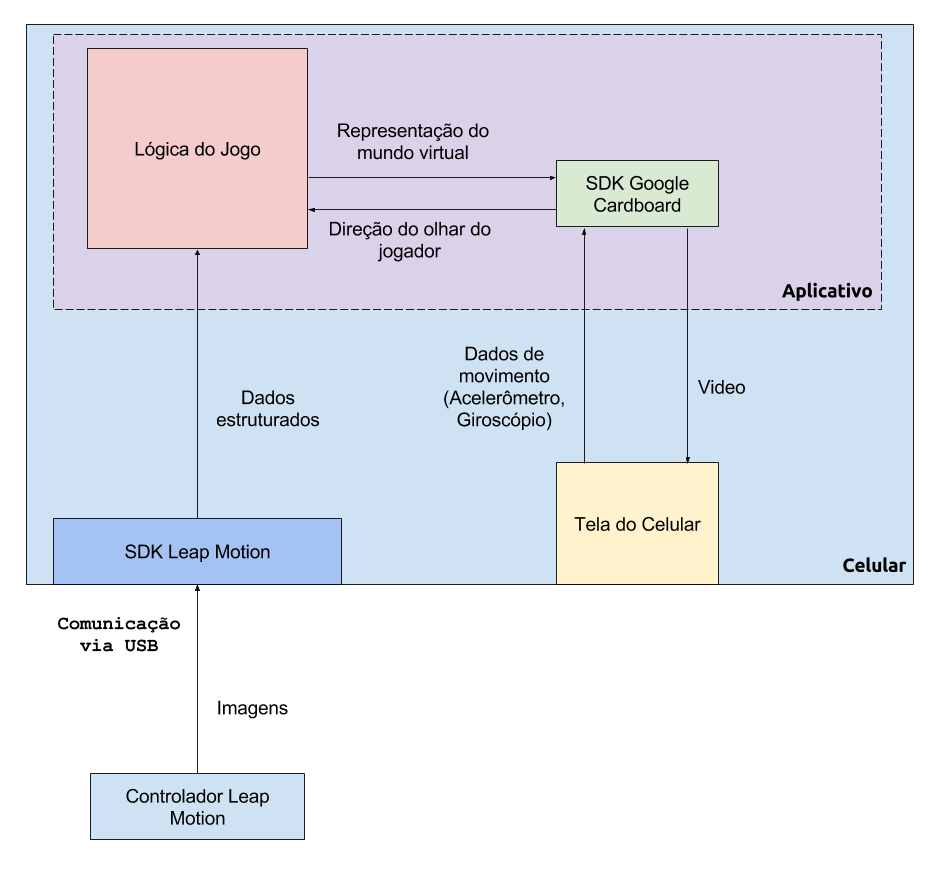 Lógica do Jogo
Representação do
mundo virtual
SDK Google
Cardboard
Direção do olhar do
jogador
Aplicativo
Dados
estruturados
Dados de
movimento
(Acelerômetro,
Giroscópio)
Video
SDK Leap Motion
Tela do Celular
Celular
Comunicação
via USB
Imagens
Controlador Leap
Motion